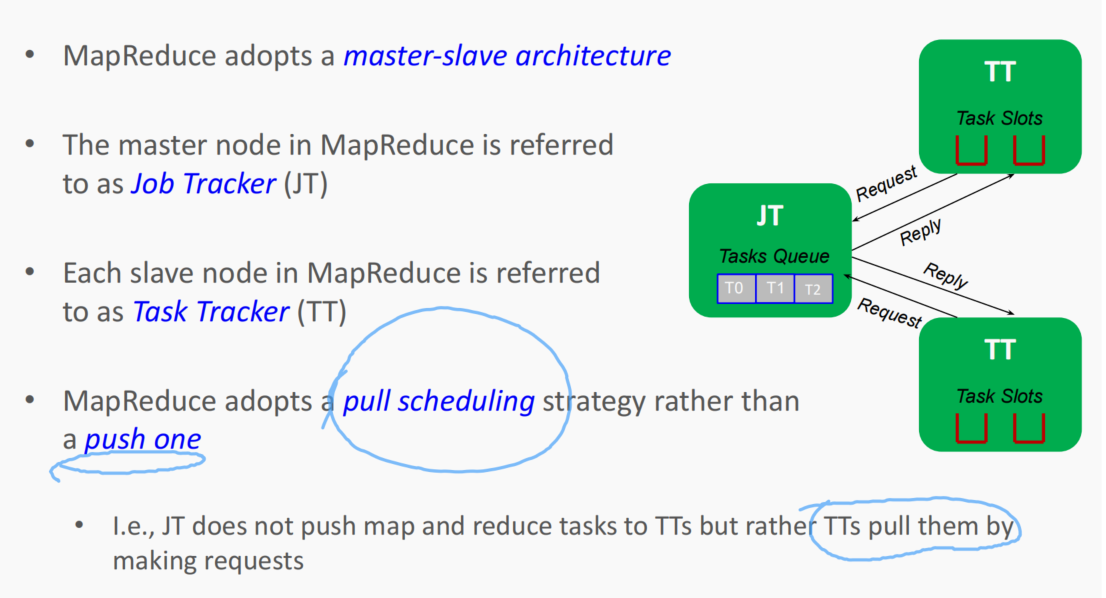 • MapReduce adopts a master-slave architecture
• The master node in MapReduce is referred
to as Job Tracker (JT)
• Each slave node in MapReduce is referred
to as Task Tracker (TT)
• MapReduce adopts a pull scheduling strategy rather than
a push one
• I.e., JT does not push map and reduce tasks to TTs but rather TTs pull them by
making requests
TT
Task Slots
Request
Reply
JT
Tasks Queue
T0 T1 T2
Reply
Request
TT
Task Slots